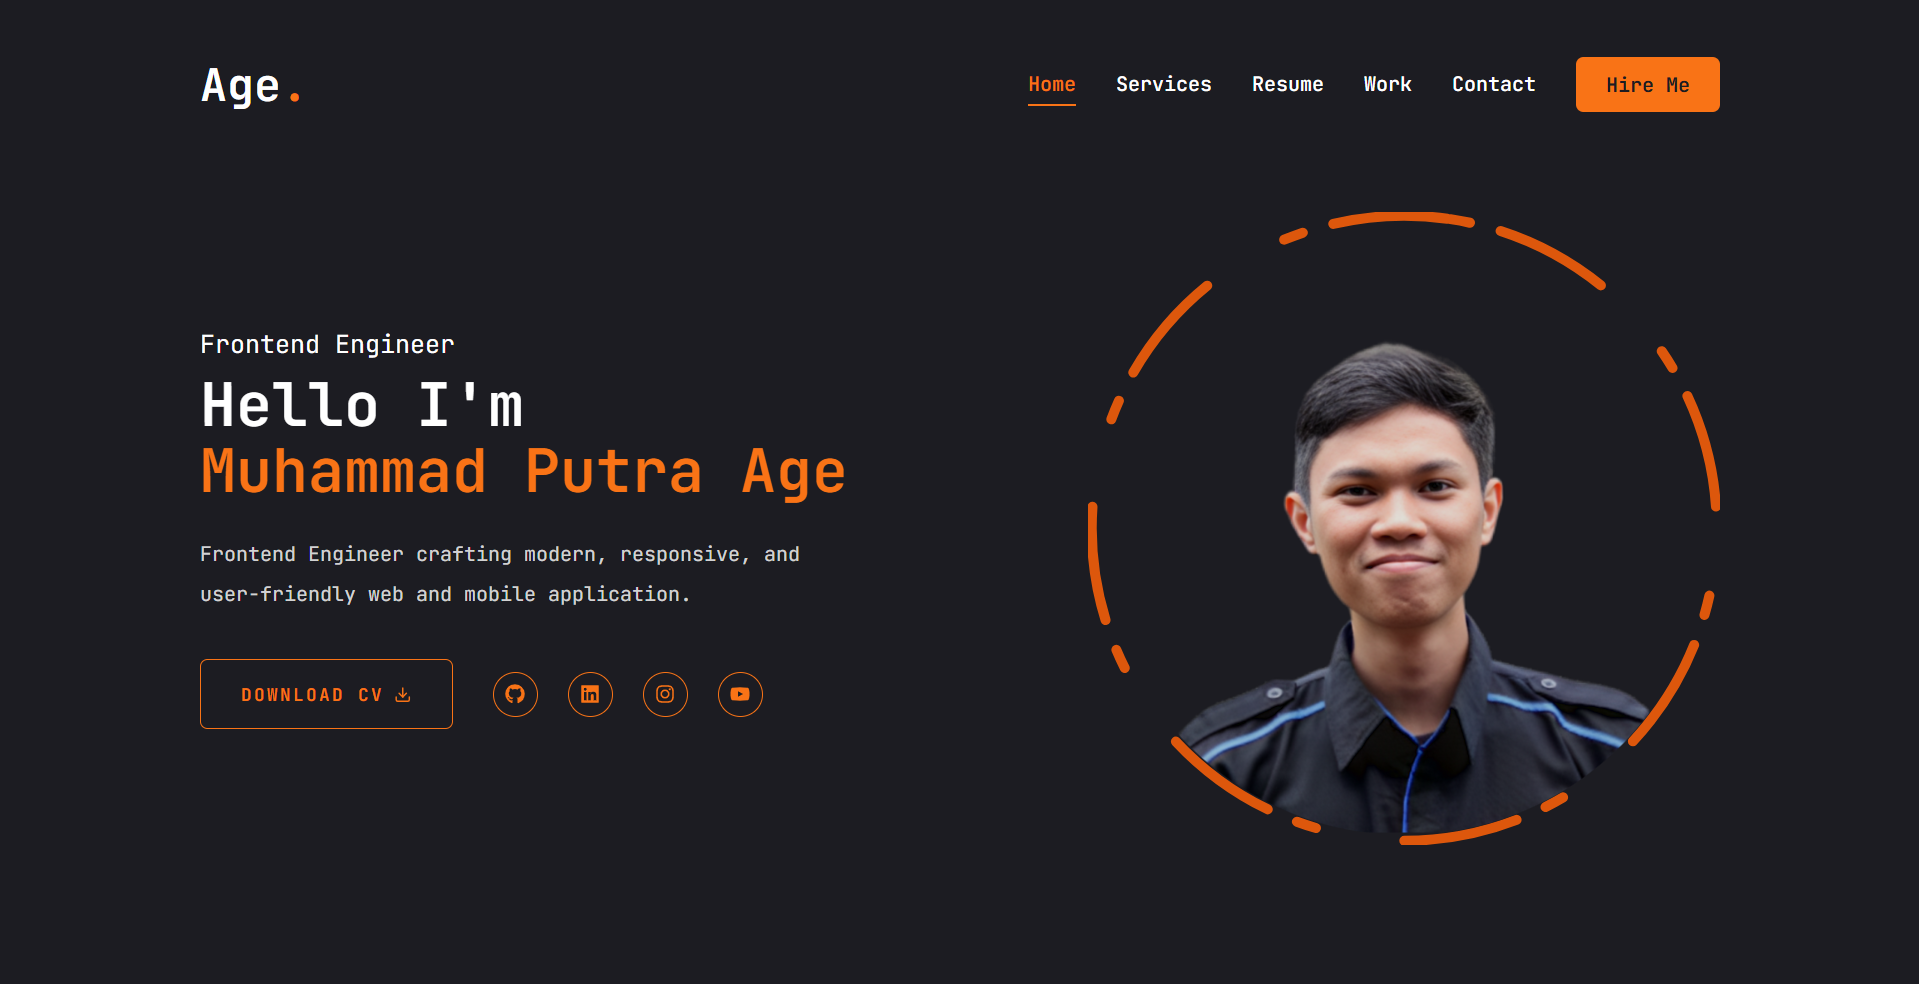 Age.
Home Services Resume Work Contact Hire Me
Frontend Engineer
Hello I'm
Muhammad Putra Age
Frontend Engineer crafting modern, responsive, and
user-friendly web and mobile application.
DOWNLOAD CV